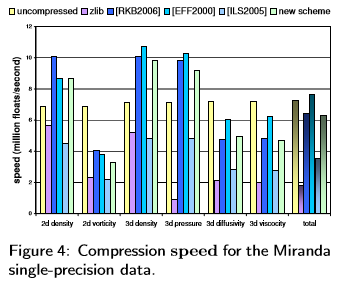 uncompressed zlib [RKB2006] [EFF2000] [ILS2005] new scheme
12
10
8
6
4
2
0
speed (million floats/second)
2d density 2d vorticity 3d density 3d pressure 3d diffusivity 3d viscocity total
Figure 4: Compression speed for the Miranda
single-precision data.